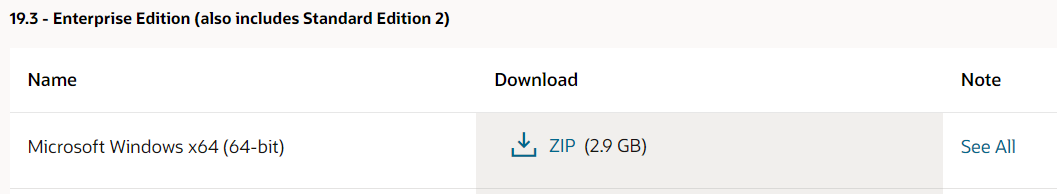 19.3 - Enterprise Edition (also includes Standard Edition 2)
Name Download Note
Microsoft Windows x64 (64-bit) ZIP (2.9 GB) See All